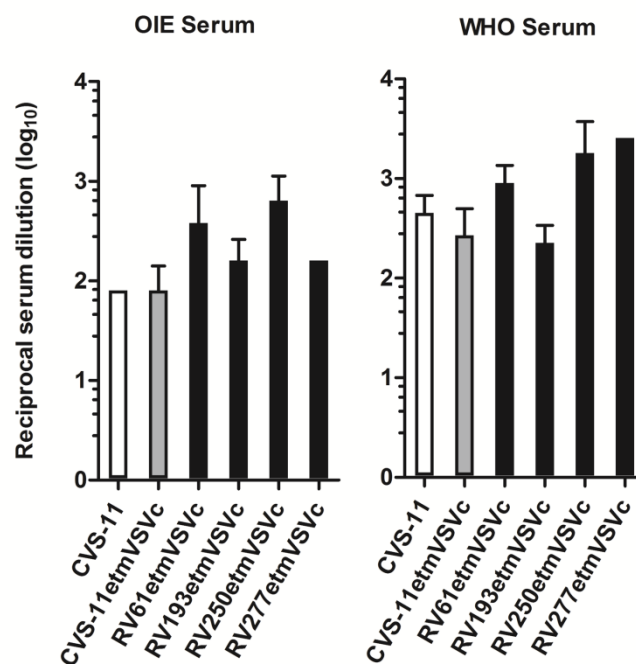 OIE Serum
WHO Serum
Reciprocal serum dilution (log₁₀)
4
3
2
1
0
CVS-11
CVS-11etmVSVc
RV61etmVSVc
RV193etmVSVc
RV250etmVSVc
RV277etmVSVc
4
3
2
1
0
CVS-11
CVS-11etmVSVc
RV61etmVSVc
RV193etmVSVc
RV250etmVSVc
RV277etmVSVc